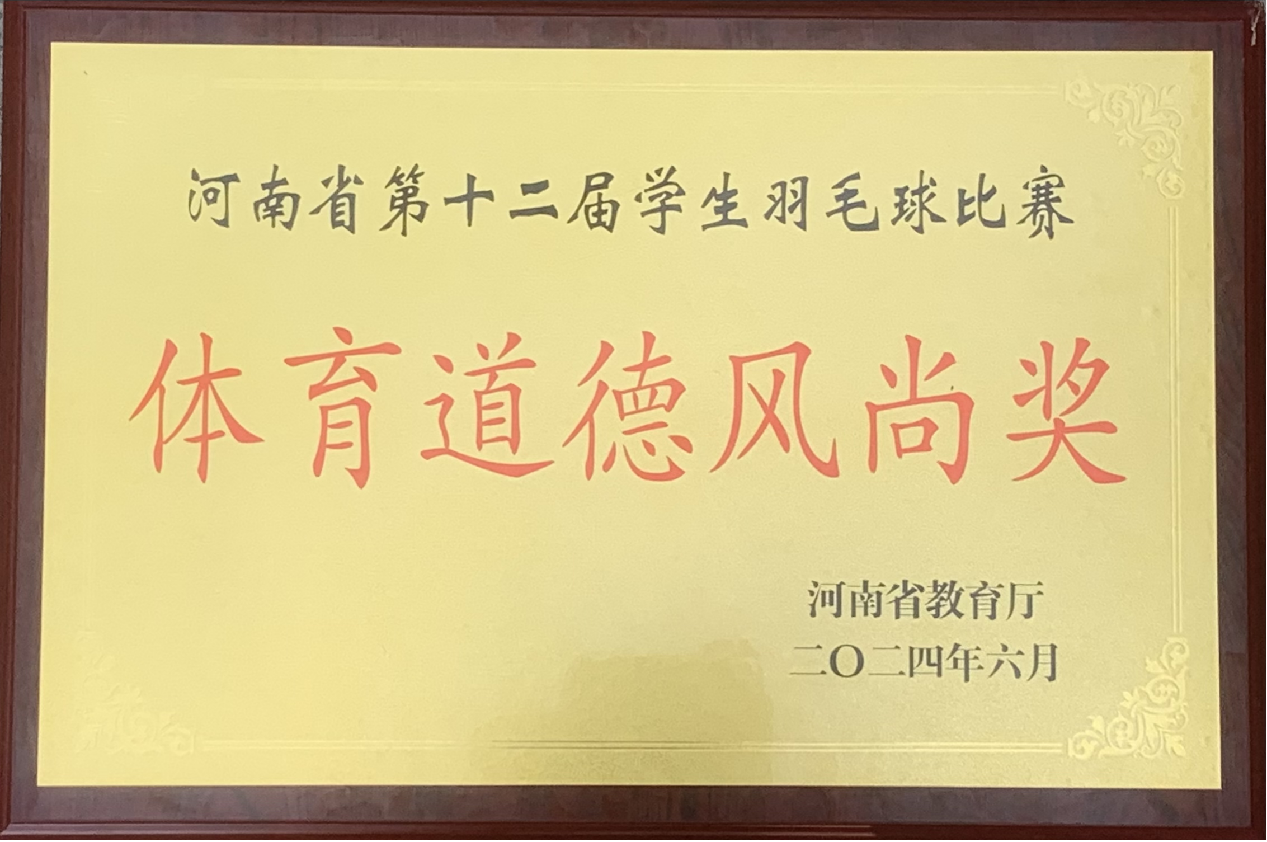 河南省第十二届学生羽毛球比赛
体育道德风尚奖
河南省教育厅
二〇二四年六月